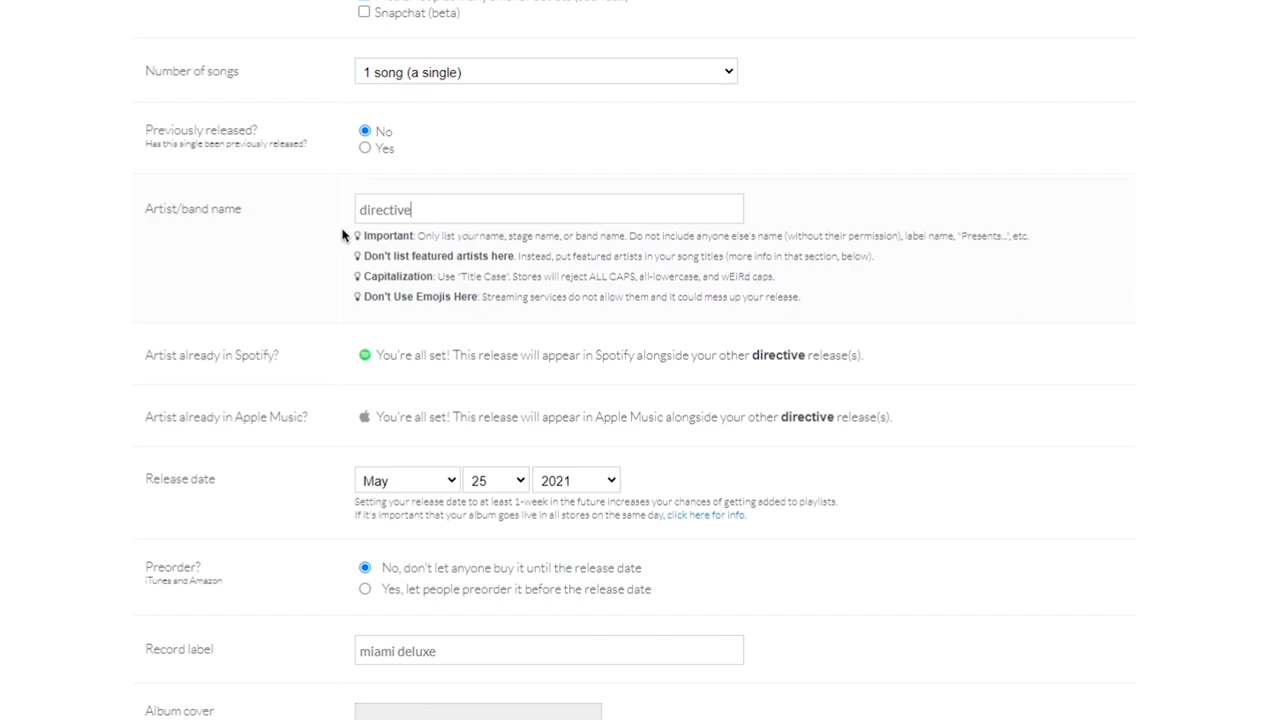 Snapchat (beta)
Number of songs
1 song (a single)
Previously released?
Has this single been previously released?
No
Yes
Artist/band name
directive
Important: Only list your name, stage name, or band name. Do not include anyone else's name (without their permission), label name, "Presents...", etc.
Don't list featured artists here. Instead, put featured artists in your song titles (more info in that section, below).
Capitalization: Use "Title Case". Stores will reject ALL CAPS, all-lowercase, and wEIRd caps.
Don't Use Emojis Here: Streaming services do not allow them and it could mess up your release.
Artist already in Spotify?
You're all set! This release will appear in Spotify alongside your other directive release(s).
Artist already in Apple Music?
You're all set! This release will appear in Apple Music alongside your other directive release(s).
Release date
May 25 2021
Setting your release date to at least 1-week in the future increases your chances of getting added to playlists.
If it's important that your album goes live in all stores on the same day, click here for info.
Preorder?
iTunes and Amazon
No, don't let anyone buy it until the release date
Yes, let people preorder it before the release date
Record label
miami deluxe
Album cover